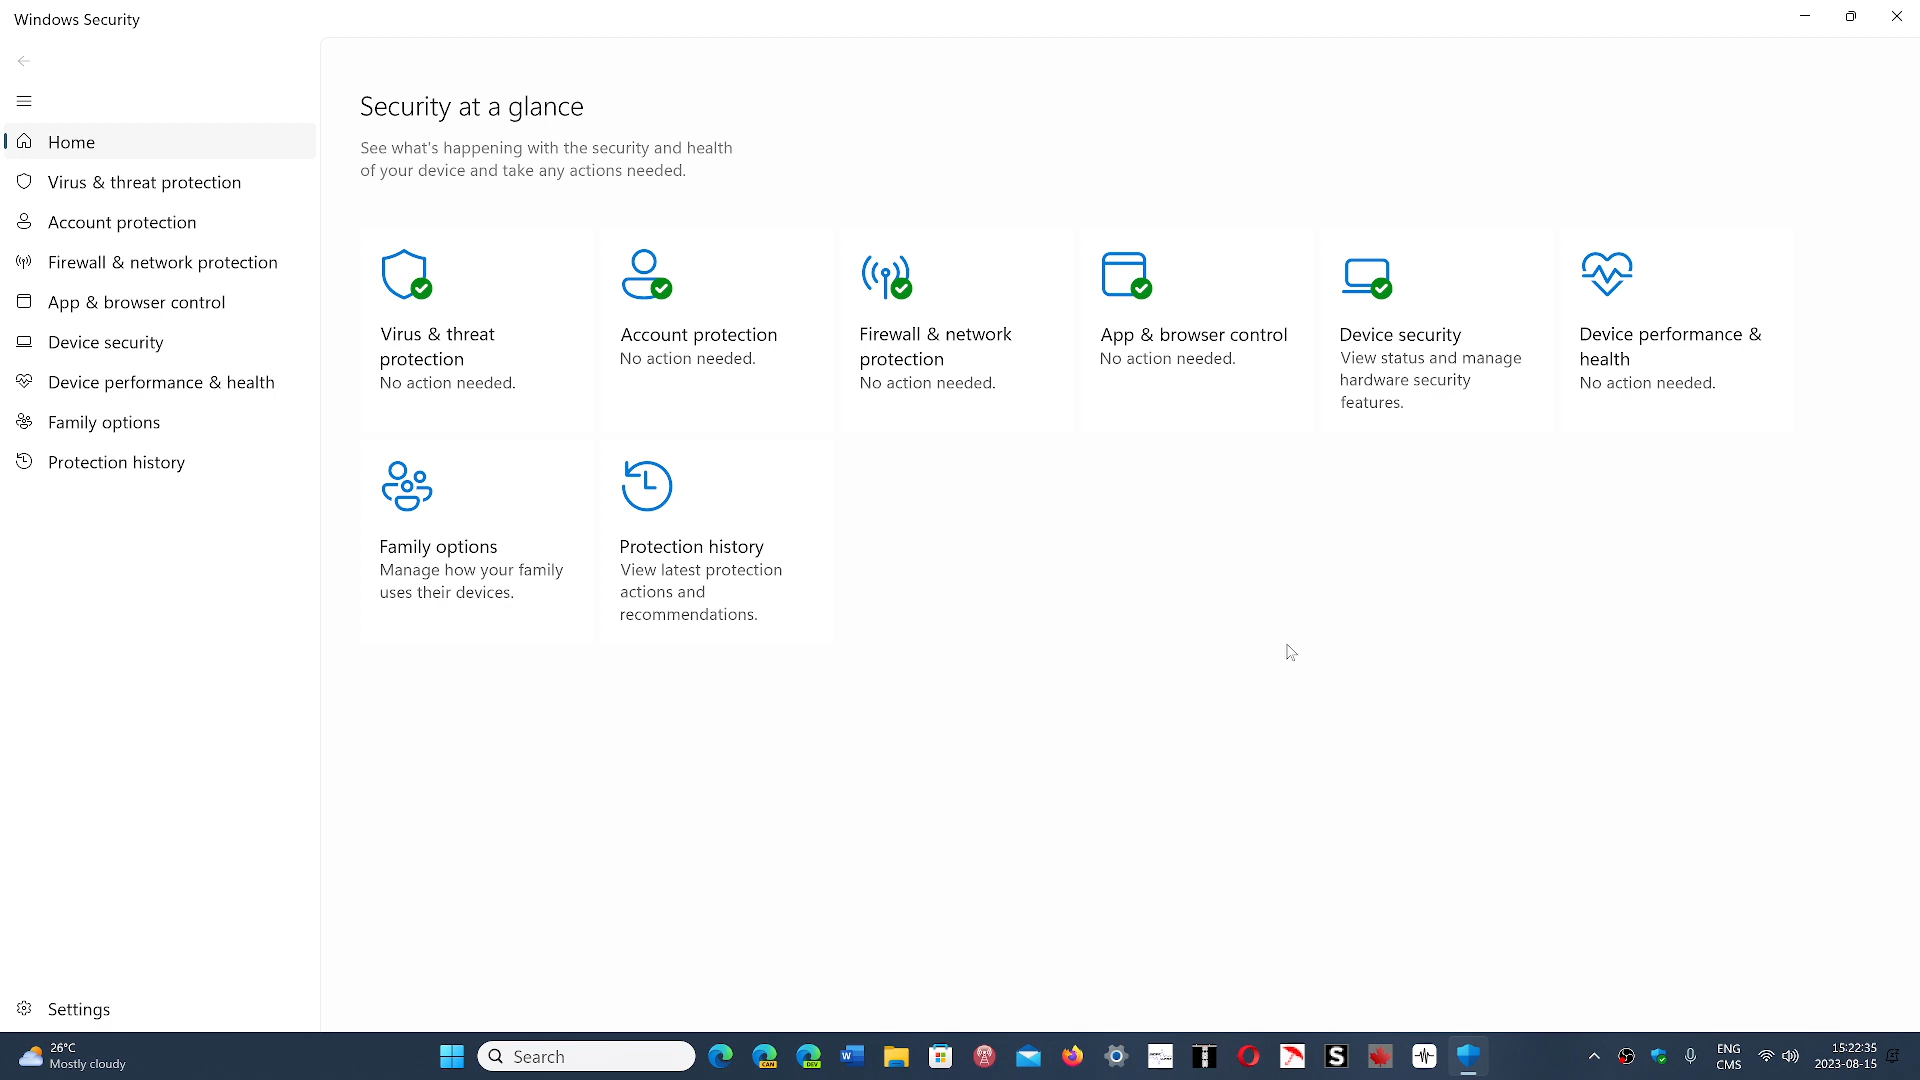 Windows Security
Home
Virus & threat protection
Account protection
Firewall & network protection
App & browser control
Device security
Device performance & health
Family options
Protection history
Settings
Security at a glance
See what's happening with the security and health
of your device and take any actions needed.
Virus & threat
protection
No action needed.
Account protection
No action needed.
Firewall & network
protection
No action needed.
App & browser control
No action needed.
Device security
View status and manage
hardware security
features.
Device performance &
health
No action needed.
Family options
Manage how your family
uses their devices.
Protection history
View latest protection
actions and
recommendations.
26°C
Mostly cloudy
Search
CAN
DEV
W
S
ENG
CMS
15:22:35
2023-08-15